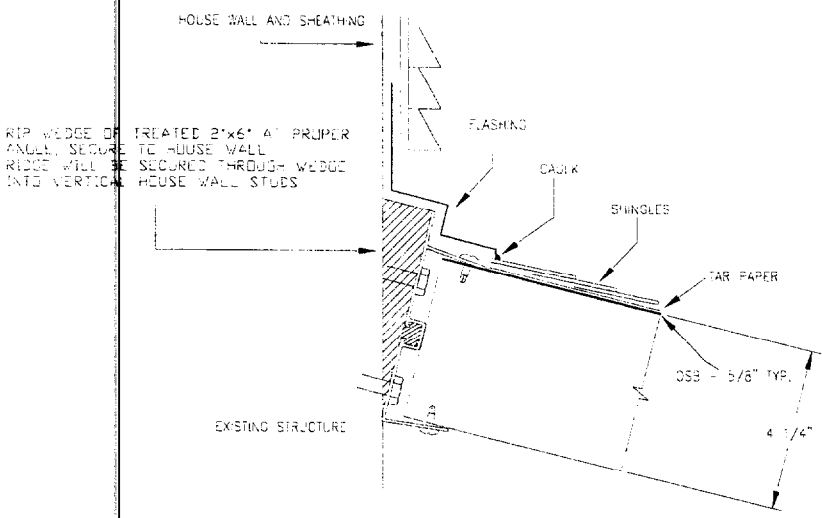 HOUSE WALL AND SHEATHING
RIP WEDGE OF TREATED 2"x6" AT PROPER
ANGLE, SECURE TO HOUSE WALL
RIDGE WILL BE SECURED THROUGH WEDGE
INTO VERTICAL HOUSE WALL STUDS
FLASHING
CAULK
SHINGLES
TAR PAPER
OSB - 5/8" TYP.
4 1/4"
EXISTING STRUCTURE